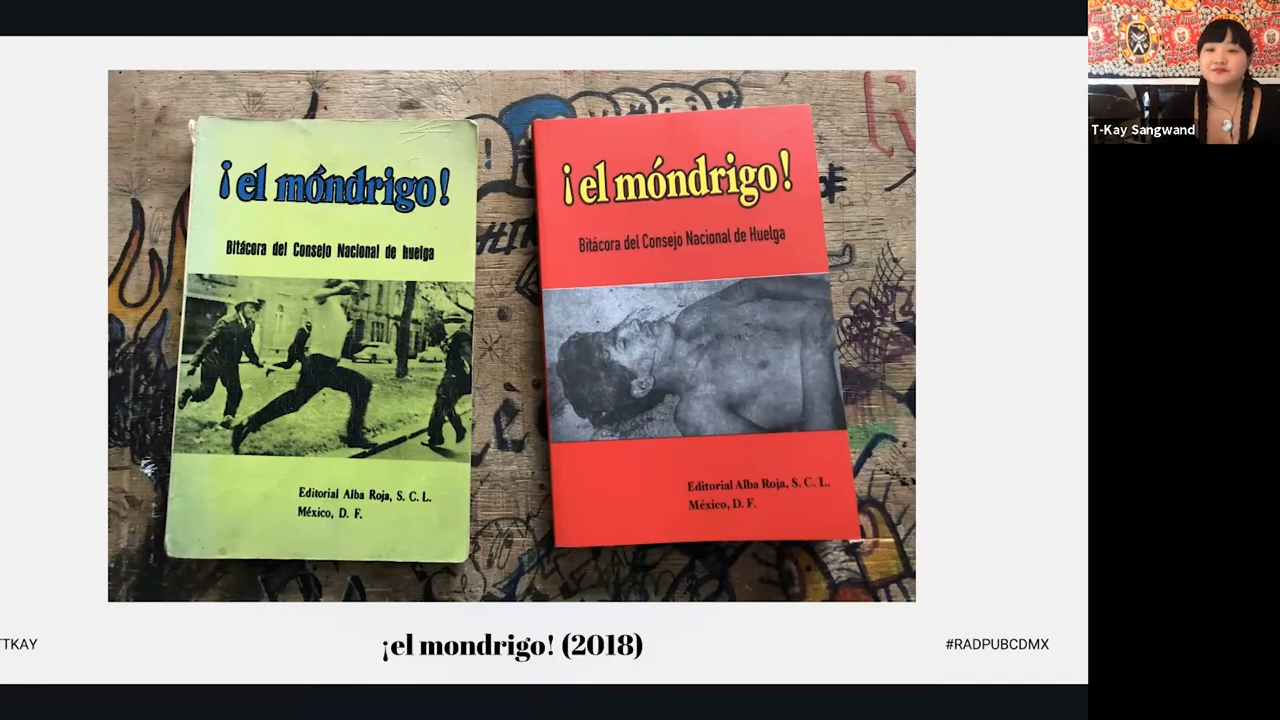 ¡el móndrigo!
Bitácora del Consejo Nacional de huelga
Editorial Alba Roja, S. C. L.
México, D. F.
¡el móndrigo!
Bitácora del Consejo Nacional de Huelga
Editorial Alba Roja, S. C. L.
México, D. F.
TTKAY
¡el mondrigo! (2018)
#RADPUBCDMX
T-Kay Sangwand